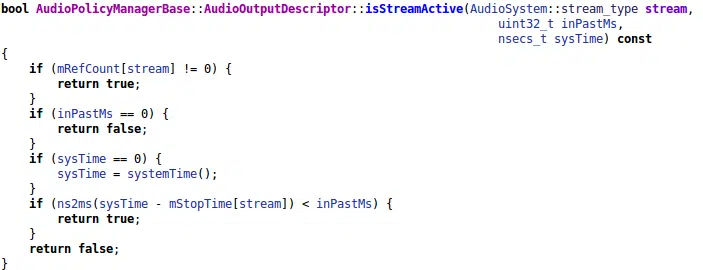 bool AudioPolicyManagerBase::AudioOutputDescriptor::isStreamActive(AudioSystem::stream_type stream,
                                                                   uint32_t inPastMs,
                                                                   nsecs_t sysTime) const
{
    if (mRefCount[stream] != 0) {
        return true;
    }
    if (inPastMs == 0) {
        return false;
    }
    if (sysTime == 0) {
        sysTime = systemTime();
    }
    if (ns2ms(sysTime - mStopTime[stream]) < inPastMs) {
        return true;
    }
    return false;
}